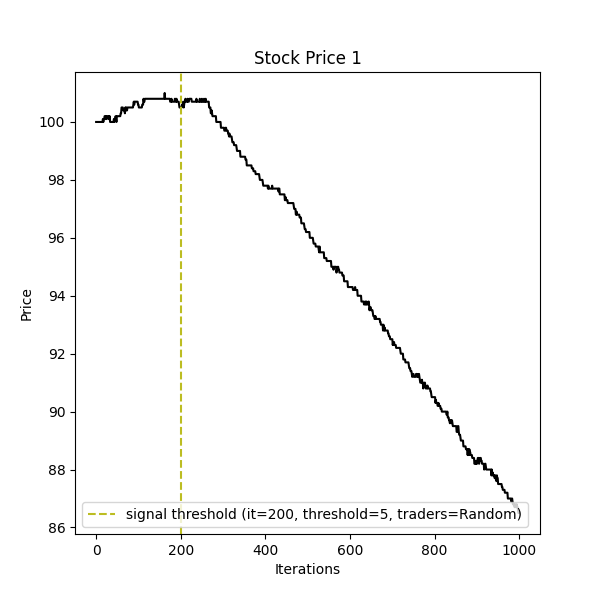 Stock Price 1
Price
100
98
96
94
92
90
88
86
signal threshold (it=200, threshold=5, traders=Random)
0 200 400 600 800 1000
Iterations